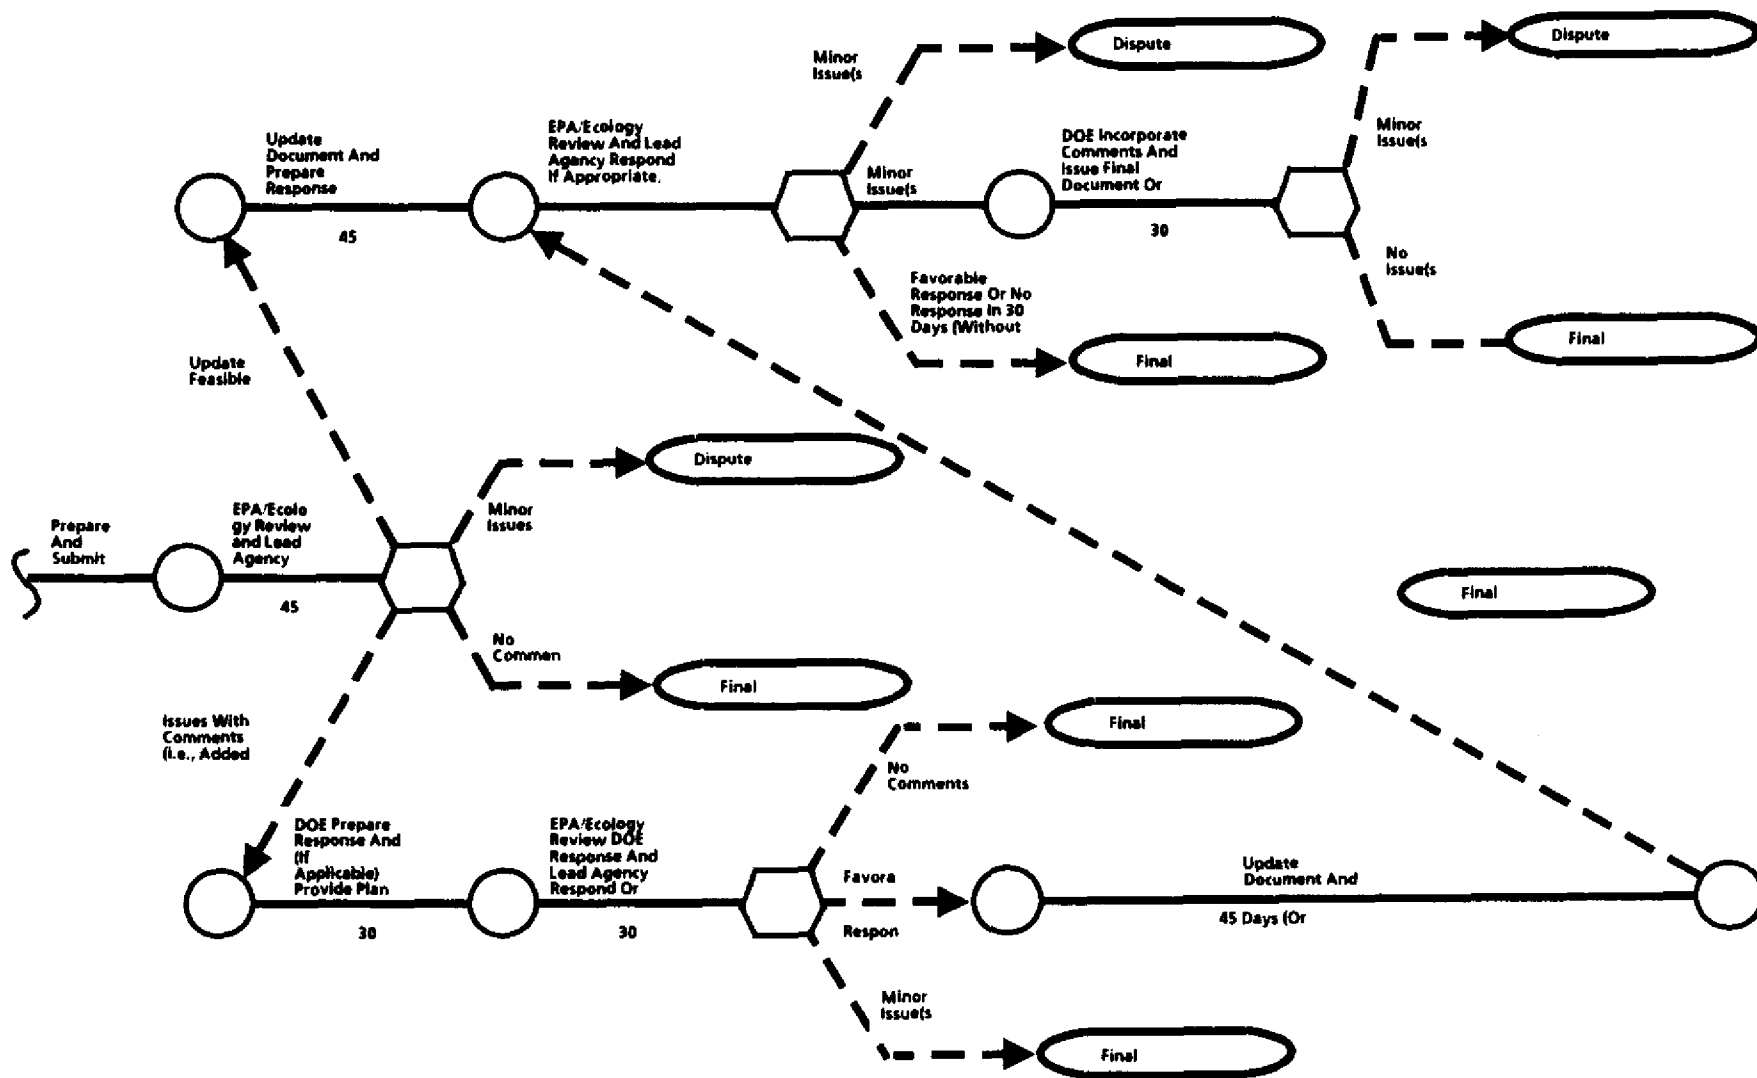 Minor
Issue(s
Dispute
Dispute
Update
Document And
Prepare
Response
45
EPA/Ecology
Review And Lead
Agency Respond
If Appropriate.
Minor
Issue(s
DOE Incorporate
Comments And
Issue Final
Document Or
30
Minor
Issue(s
No
Issue(s
Favorable
Response Or No
Response In 30
Days (Without
Final
Final
Update
Feasible
Dispute
Minor
Issues
Prepare
And
Submit
EPA/Ecolo
gy Review
and Lead
Agency
45
Final
No
Commen
Final
Issues With
Comments
(i.e., Added
Final
No
Comments
DOE Prepare
Response And
(If
Applicable)
Provide Plan
30
EPA/Ecology
Review DOE
Response And
Lead Agency
Respond Or
30
Favora
Respon
Update
Document And
45 Days (Or
Minor
Issue(s
Final